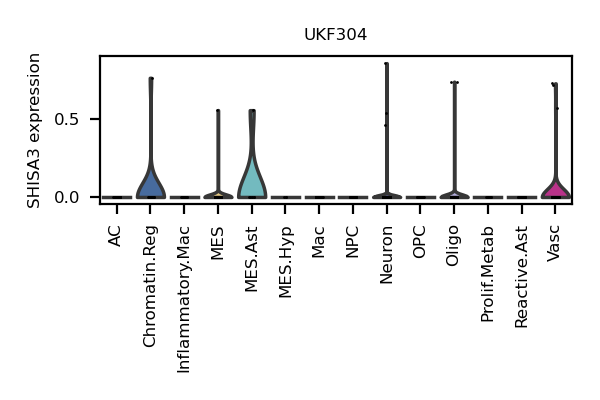 UKF304
SHISA3 expression
0.5
0.0
AC
Chromatin.Reg
Inflammatory.Mac
MES
MES.Ast
MES.Hyp
Mac
NPC
Neuron
OPC
Oligo
Prolif.Metab
Reactive.Ast
Vasc